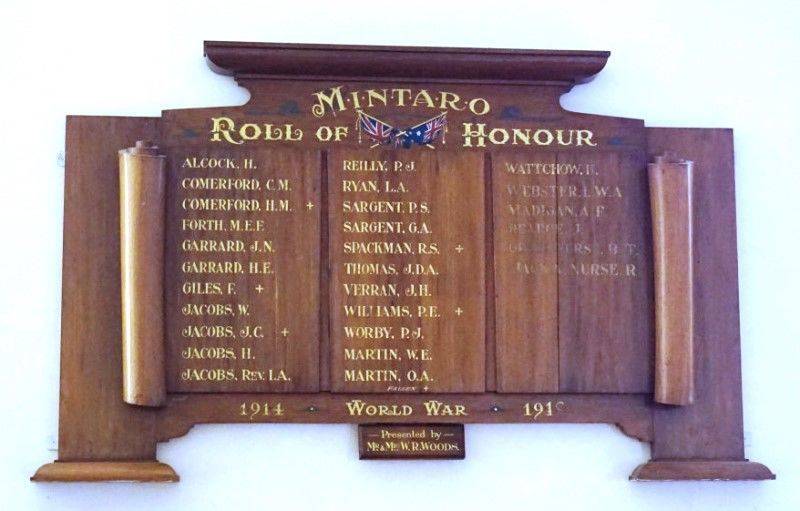 M·I·N·T·A·R·O
ROLL OF HONOUR
ALCOCK, H.
COMERFORD, C.M.
COMERFORD, H.M. +
FORTH, M.E.F.
GARRARD, J.N.
GARRARD, H.E.
GILES, F. +
JACOBS, W.
JACOBS, J.C. +
JACOBS, H.
JACOBS, REV. I.A.
REILLY, P.J.
RYAN, L.A.
SARGENT, P.S.
SARGENT, G.A.
SPACKMAN, R.S. +
THOMAS, J.D.A.
VERRAN, J.H.
WILLIAMS, P.E. +
WORBY, P.J.
MARTIN, W.E.
MARTIN, O.A.
FALLEN +
WATTCHOW,
WEBSTER, L.W.A
MADIGAN, A.F.
NURSE R
1914 WORLD WAR
Presented by
MR & MRS W.R. WOODS.